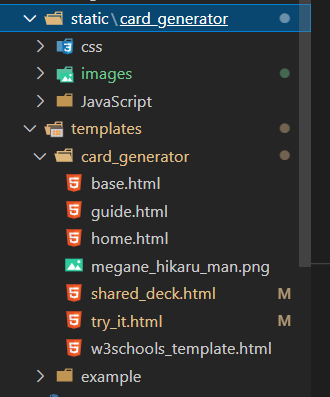 static\card_generator
css
images
JavaScript
templates
card_generator
base.html
guide.html
home.html
megane_hikaru_man.png
shared_deck.html M
try_it.html M
w3schools_template.html
example